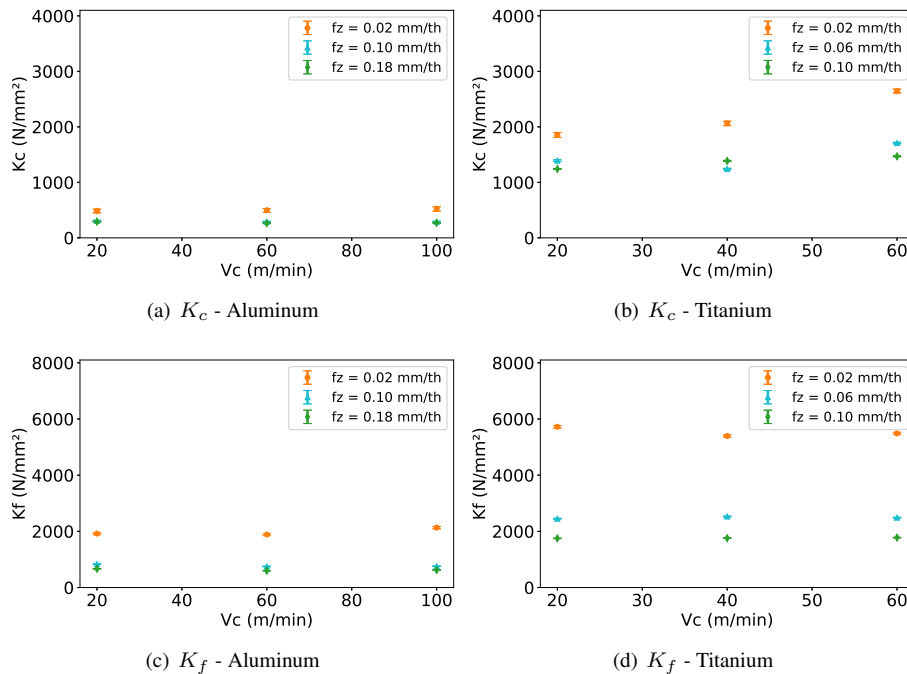 4000
3000
2000
1000
0
Kc (N/mm²)
fz = 0.02 mm/th
fz = 0.10 mm/th
fz = 0.18 mm/th
20 40 60 80 100
Vc (m/min)
(a) K_c - Aluminum
4000
3000
2000
1000
0
Kc (N/mm²)
fz = 0.02 mm/th
fz = 0.06 mm/th
fz = 0.10 mm/th
20 30 40 50 60
Vc (m/min)
(b) K_c - Titanium
8000
6000
4000
2000
0
Kf (N/mm²)
fz = 0.02 mm/th
fz = 0.10 mm/th
fz = 0.18 mm/th
20 40 60 80 100
Vc (m/min)
(c) K_f - Aluminum
8000
6000
4000
2000
0
Kf (N/mm²)
fz = 0.02 mm/th
fz = 0.06 mm/th
fz = 0.10 mm/th
20 30 40 50 60
Vc (m/min)
(d) K_f - Titanium